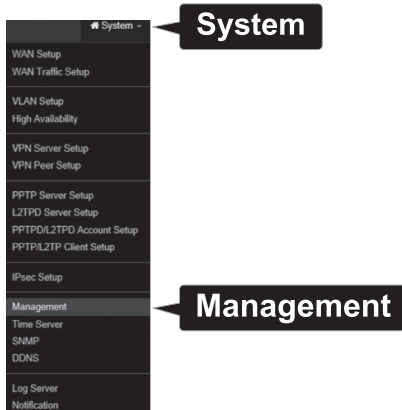 System
System
WAN Setup
WAN Traffic Setup
VLAN Setup
High Availability
VPN Server Setup
VPN Peer Setup
PPTP Server Setup
L2TPD Server Setup
PPTPD/L2TPD Account Setup
PPTP/L2TP Client Setup
IPsec Setup
Management
Management
Time Server
SNMP
DDNS
Log Server
Notification